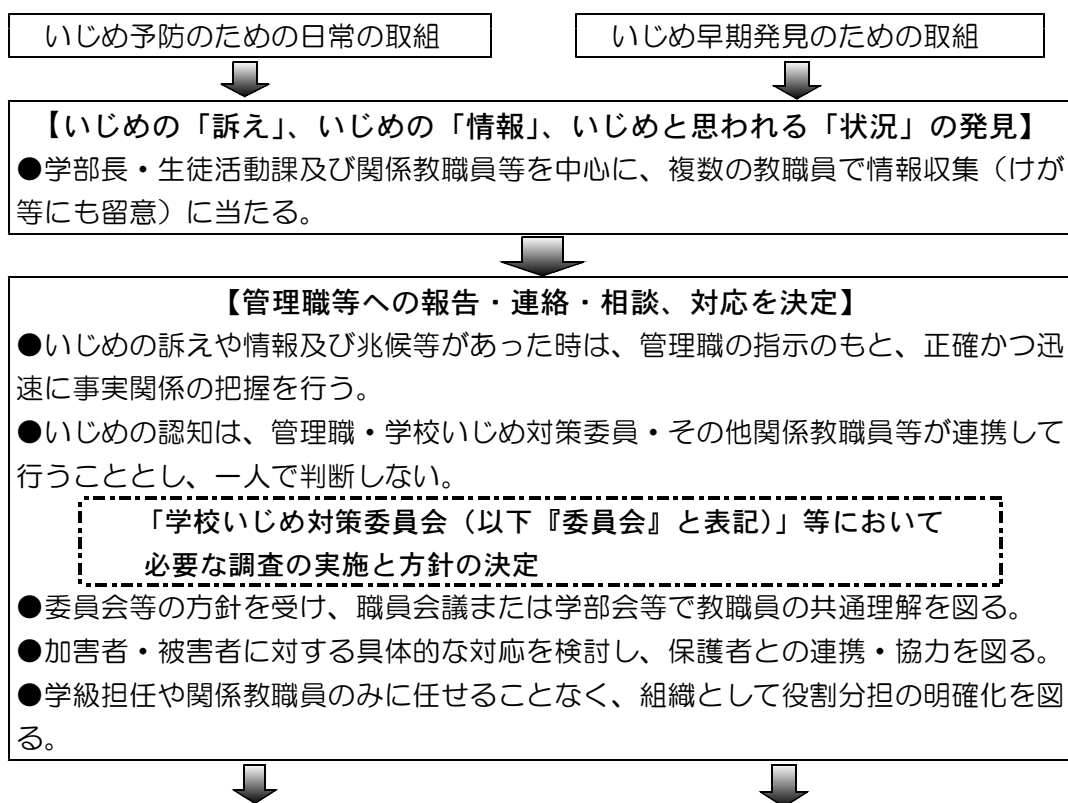 いじめ予防のための日常の取組
いじめ早期発見のための取組
【いじめの「訴え」、いじめの「情報」、いじめと思われる「状況」の発見】
●学部長・生徒活動課及び関係教職員等を中心に、複数の教職員で情報収集（けが
等にも留意）に当たる。
【管理職等への報告・連絡・相談、対応を決定】
●いじめの訴えや情報及び兆候等があった時は、管理職の指示のもと、正確かつ迅
速に事実関係の把握を行う。
●いじめの認知は、管理職・学校いじめ対策委員・その他関係教職員等が連携して
行うこととし、一人で判断しない。
「学校いじめ対策委員会（以下『委員会』と表記）」等において
必要な調査の実施と方針の決定
●委員会等の方針を受け、職員会議または学部会等で教職員の共通理解を図る。
●加害者・被害者に対する具体的な対応を検討し、保護者との連携・協力を図る。
●学級担任や関係教職員のみに任せることなく、組織として役割分担の明確化を図
る。